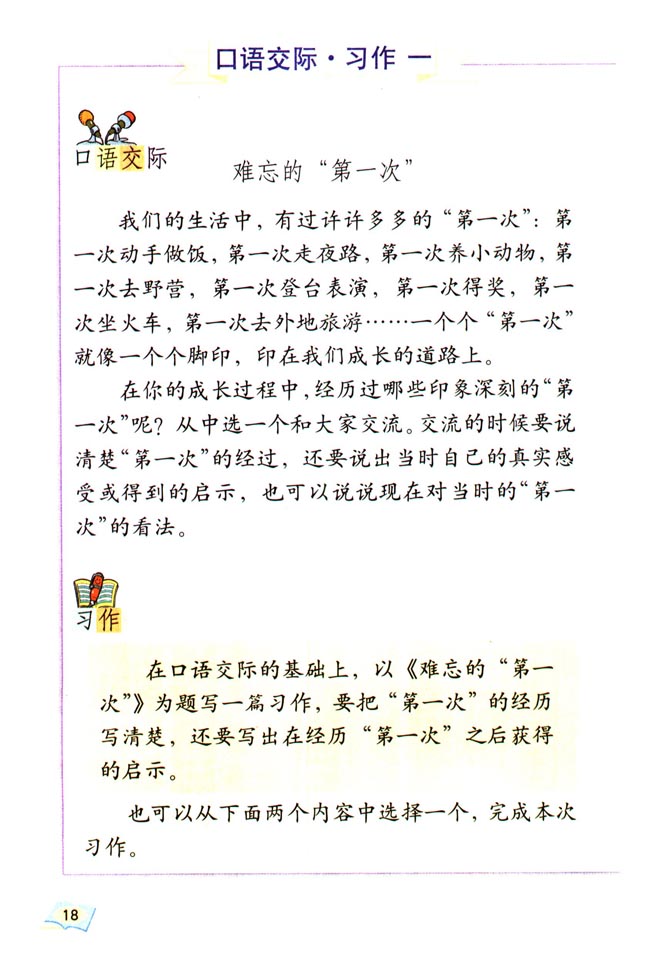 口语交际·习作 一
口语交际
难忘的“第一次”
我们的生活中，有过许许多多的“第一次”：第
一次动手做饭，第一次走夜路，第一次养小动物，第
一次去野营，第一次登台表演，第一次得奖，第一
次坐火车，第一次去外地旅游……一个个“第一次”
就像一个个脚印，印在我们成长的道路上。
在你的成长过程中，经历过哪些印象深刻的“第
一次”呢？从中选一个和大家交流。交流的时候要说
清楚“第一次”的经过，还要说出当时自己的真实感
受或得到的启示，也可以说说现在对当时的“第一
次”的看法。
习作
在口语交际的基础上，以《难忘的“第一
次”》为题写一篇习作，要把“第一次”的经历
写清楚，还要写出在经历“第一次”之后获得
的启示。
也可以从下面两个内容中选择一个，完成本次
习作。
18